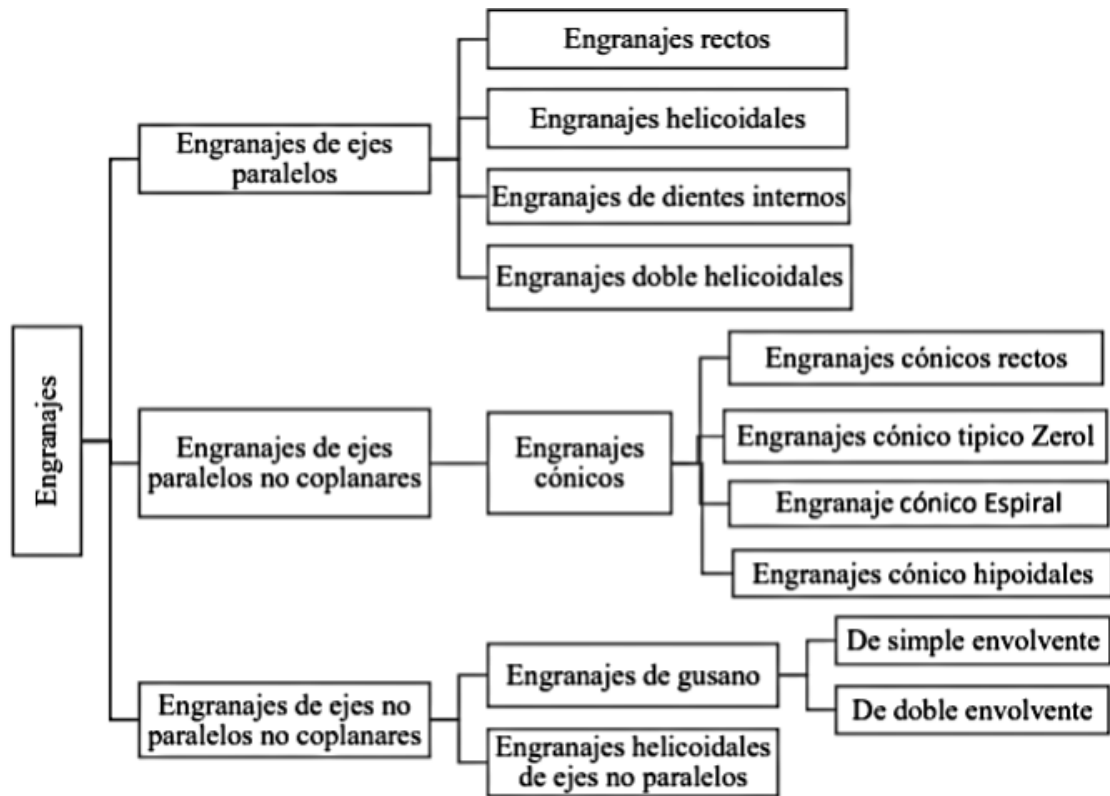 Engranajes rectos
Engranajes helicoidales
Engranajes de ejes
paralelos
Engranajes de dientes internos
Engranajes doble helicoidales
Engranajes
Engranajes cónicos rectos
Engranajes de ejes
paralelos no coplanares
Engranajes
cónicos
Engranajes cónico tipico Zerol
Engranaje cónico Espiral
Engranajes cónico hipoidales
Engranajes de ejes no
paralelos no coplanares
Engranajes de gusano
De simple envolvente
De doble envolvente
Engranajes helicoidales
de ejes no paralelos